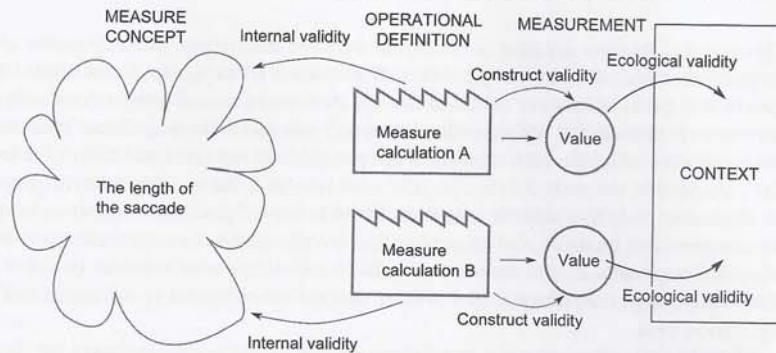 MEASURE
CONCEPT
OPERATIONAL
DEFINITION
MEASUREMENT
Internal validity
Construct validity
Ecological validity
Measure
calculation A
Value
CONTEXT
The length of
the saccade
Measure
calculation B
Value
Ecological validity
Construct validity
Internal validity